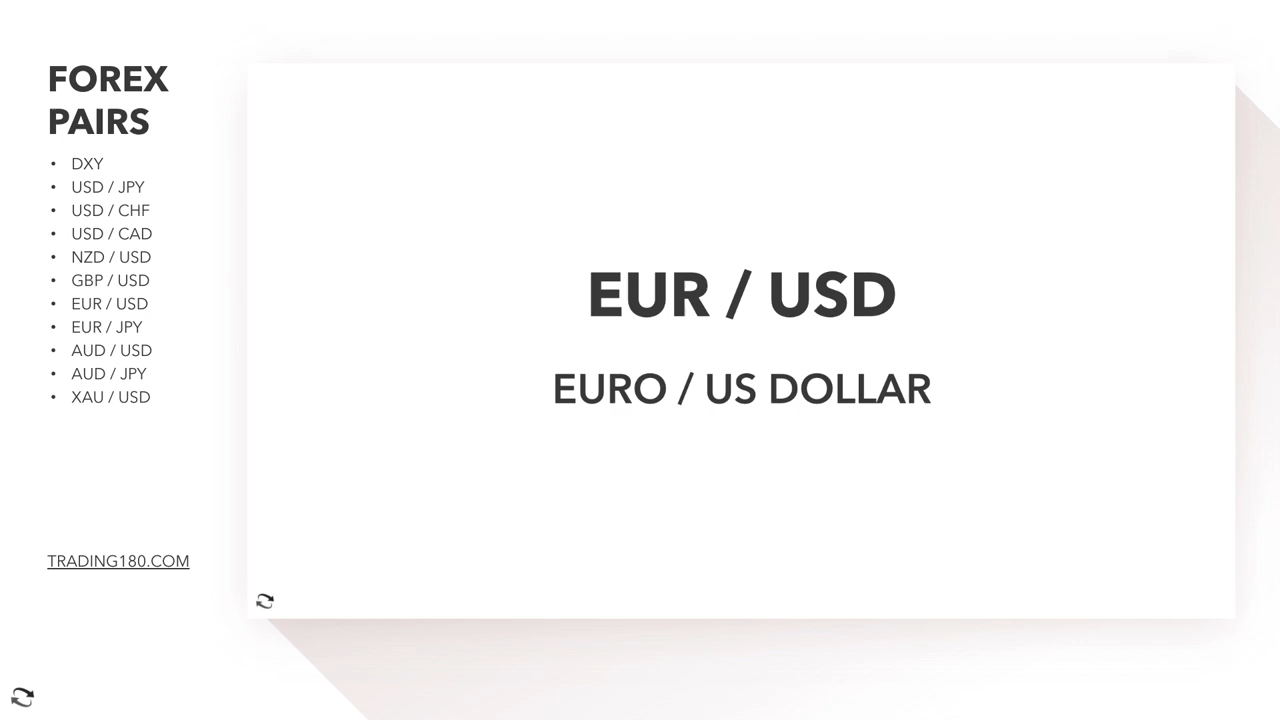 FOREX
PAIRS
• DXY
• USD / JPY
• USD / CHF
• USD / CAD
• NZD / USD
• GBP / USD
• EUR / USD
• EUR / JPY
• AUD / USD
• AUD / JPY
• XAU / USD
TRADING180.COM
EUR / USD
EURO / US DOLLAR